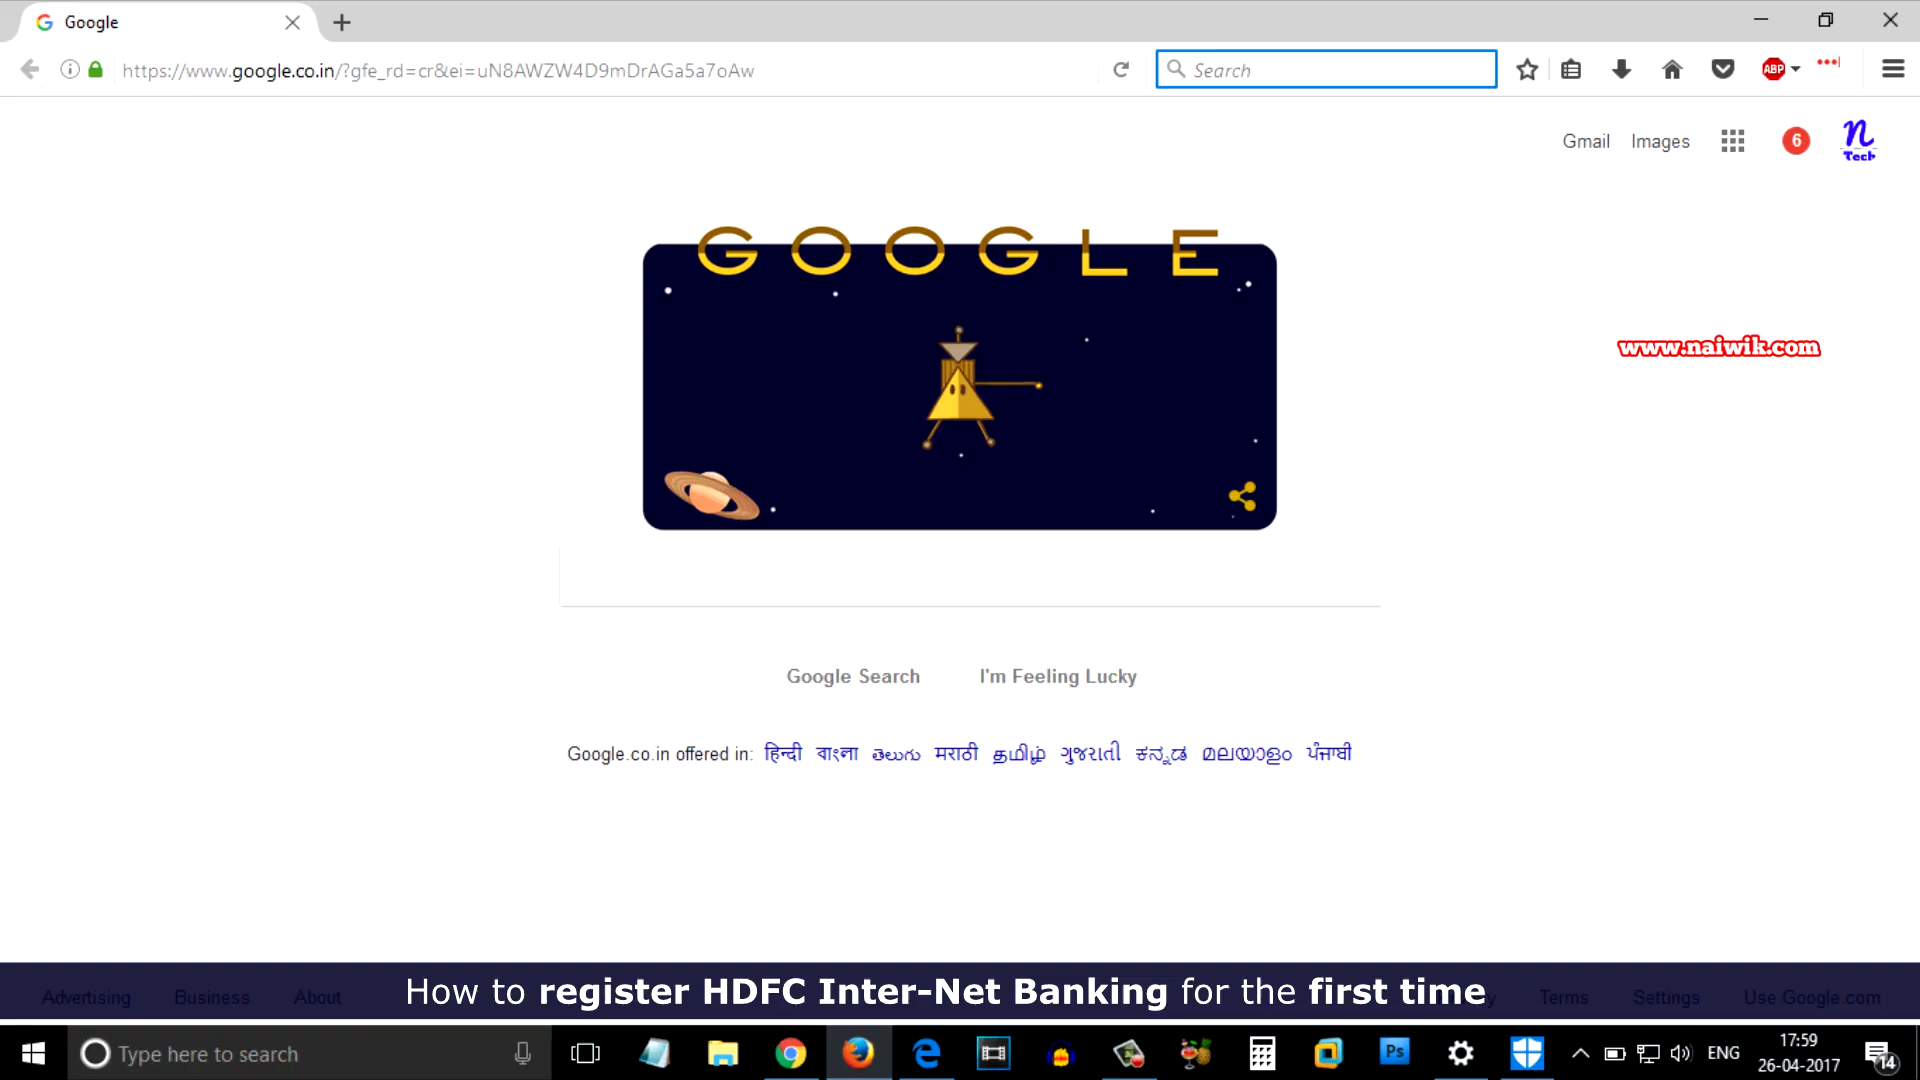 Google
https://www.google.co.in/?gfe_rd=cr&ei=uN8AWZW4D9mDrAGa5a7oAw
Search
ABP
Gmail Images 6 n Tech
GOOGLE
www.naiwik.com
Google Search I'm Feeling Lucky
Google.co.in offered in: हिन्दी বাংলা తెలుగు मराठी தமிழ் ગુજરાતી ಕನ್ನಡ മലയാളം ਪੰਜਾਬੀ
Advertising Business About Terms Settings Use Google.com
How to register HDFC Inter-Net Banking for the first time
Type here to search Ps ENG 17:59
26-04-2017 14